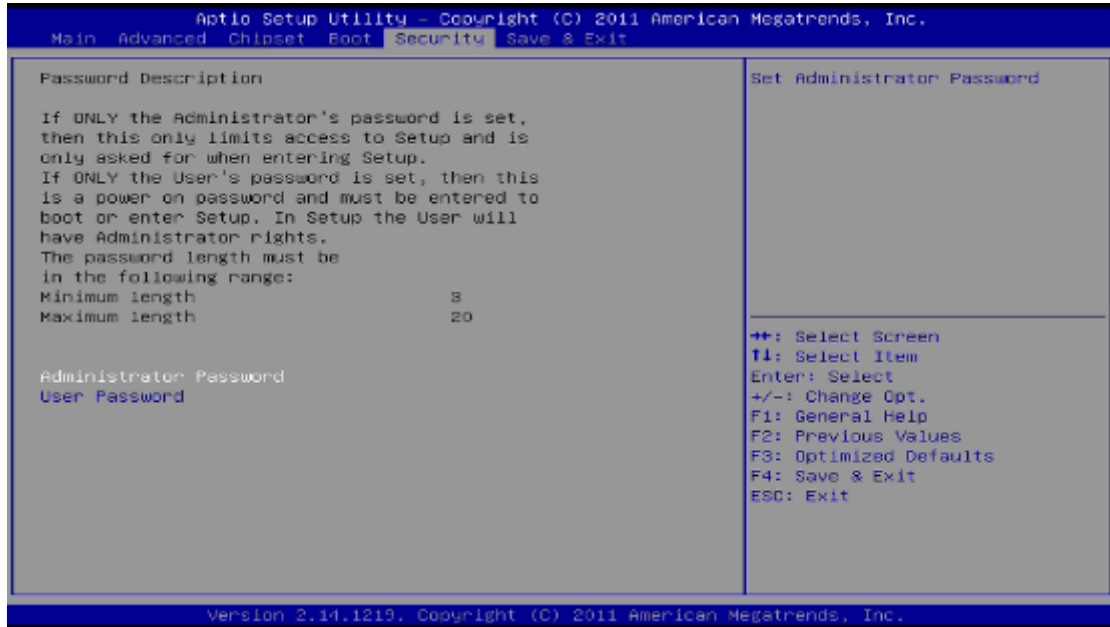 Aptio Setup Utility – Copyright (C) 2011 American Megatrends, Inc.
Main Advanced Chipset Boot Security Save & Exit
Password Description
If ONLY the Administrator's password is set,
then this only limits access to Setup and is
only asked for when entering Setup.
If ONLY the User's password is set, then this
is a power on password and must be entered to
boot or enter Setup. In Setup the User will
have Administrator rights.
The password length must be
in the following range:
Minimum length 3
Maximum length 20
Administrator Password
User Password
Set Administrator Password
→←: Select Screen
↑↓: Select Item
Enter: Select
+/-: Change Opt.
F1: General Help
F2: Previous Values
F3: Optimized Defaults
F4: Save & Exit
ESC: Exit
Version 2.14.1219. Copyright (C) 2011 American Megatrends, Inc.